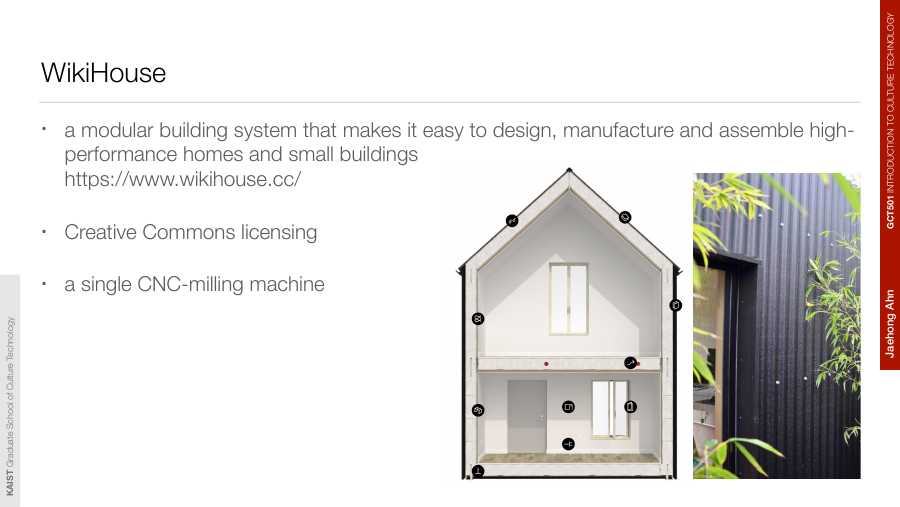 WikiHouse
• a modular building system that makes it easy to design, manufacture and assemble high-
performance homes and small buildings
https://www.wikihouse.cc/
• Creative Commons licensing
• a single CNC-milling machine
GCT501 INTRODUCTION TO CULTURE TECHNOLOGY
Jaehong Ahn
KAIST Graduate School of Culture Technology